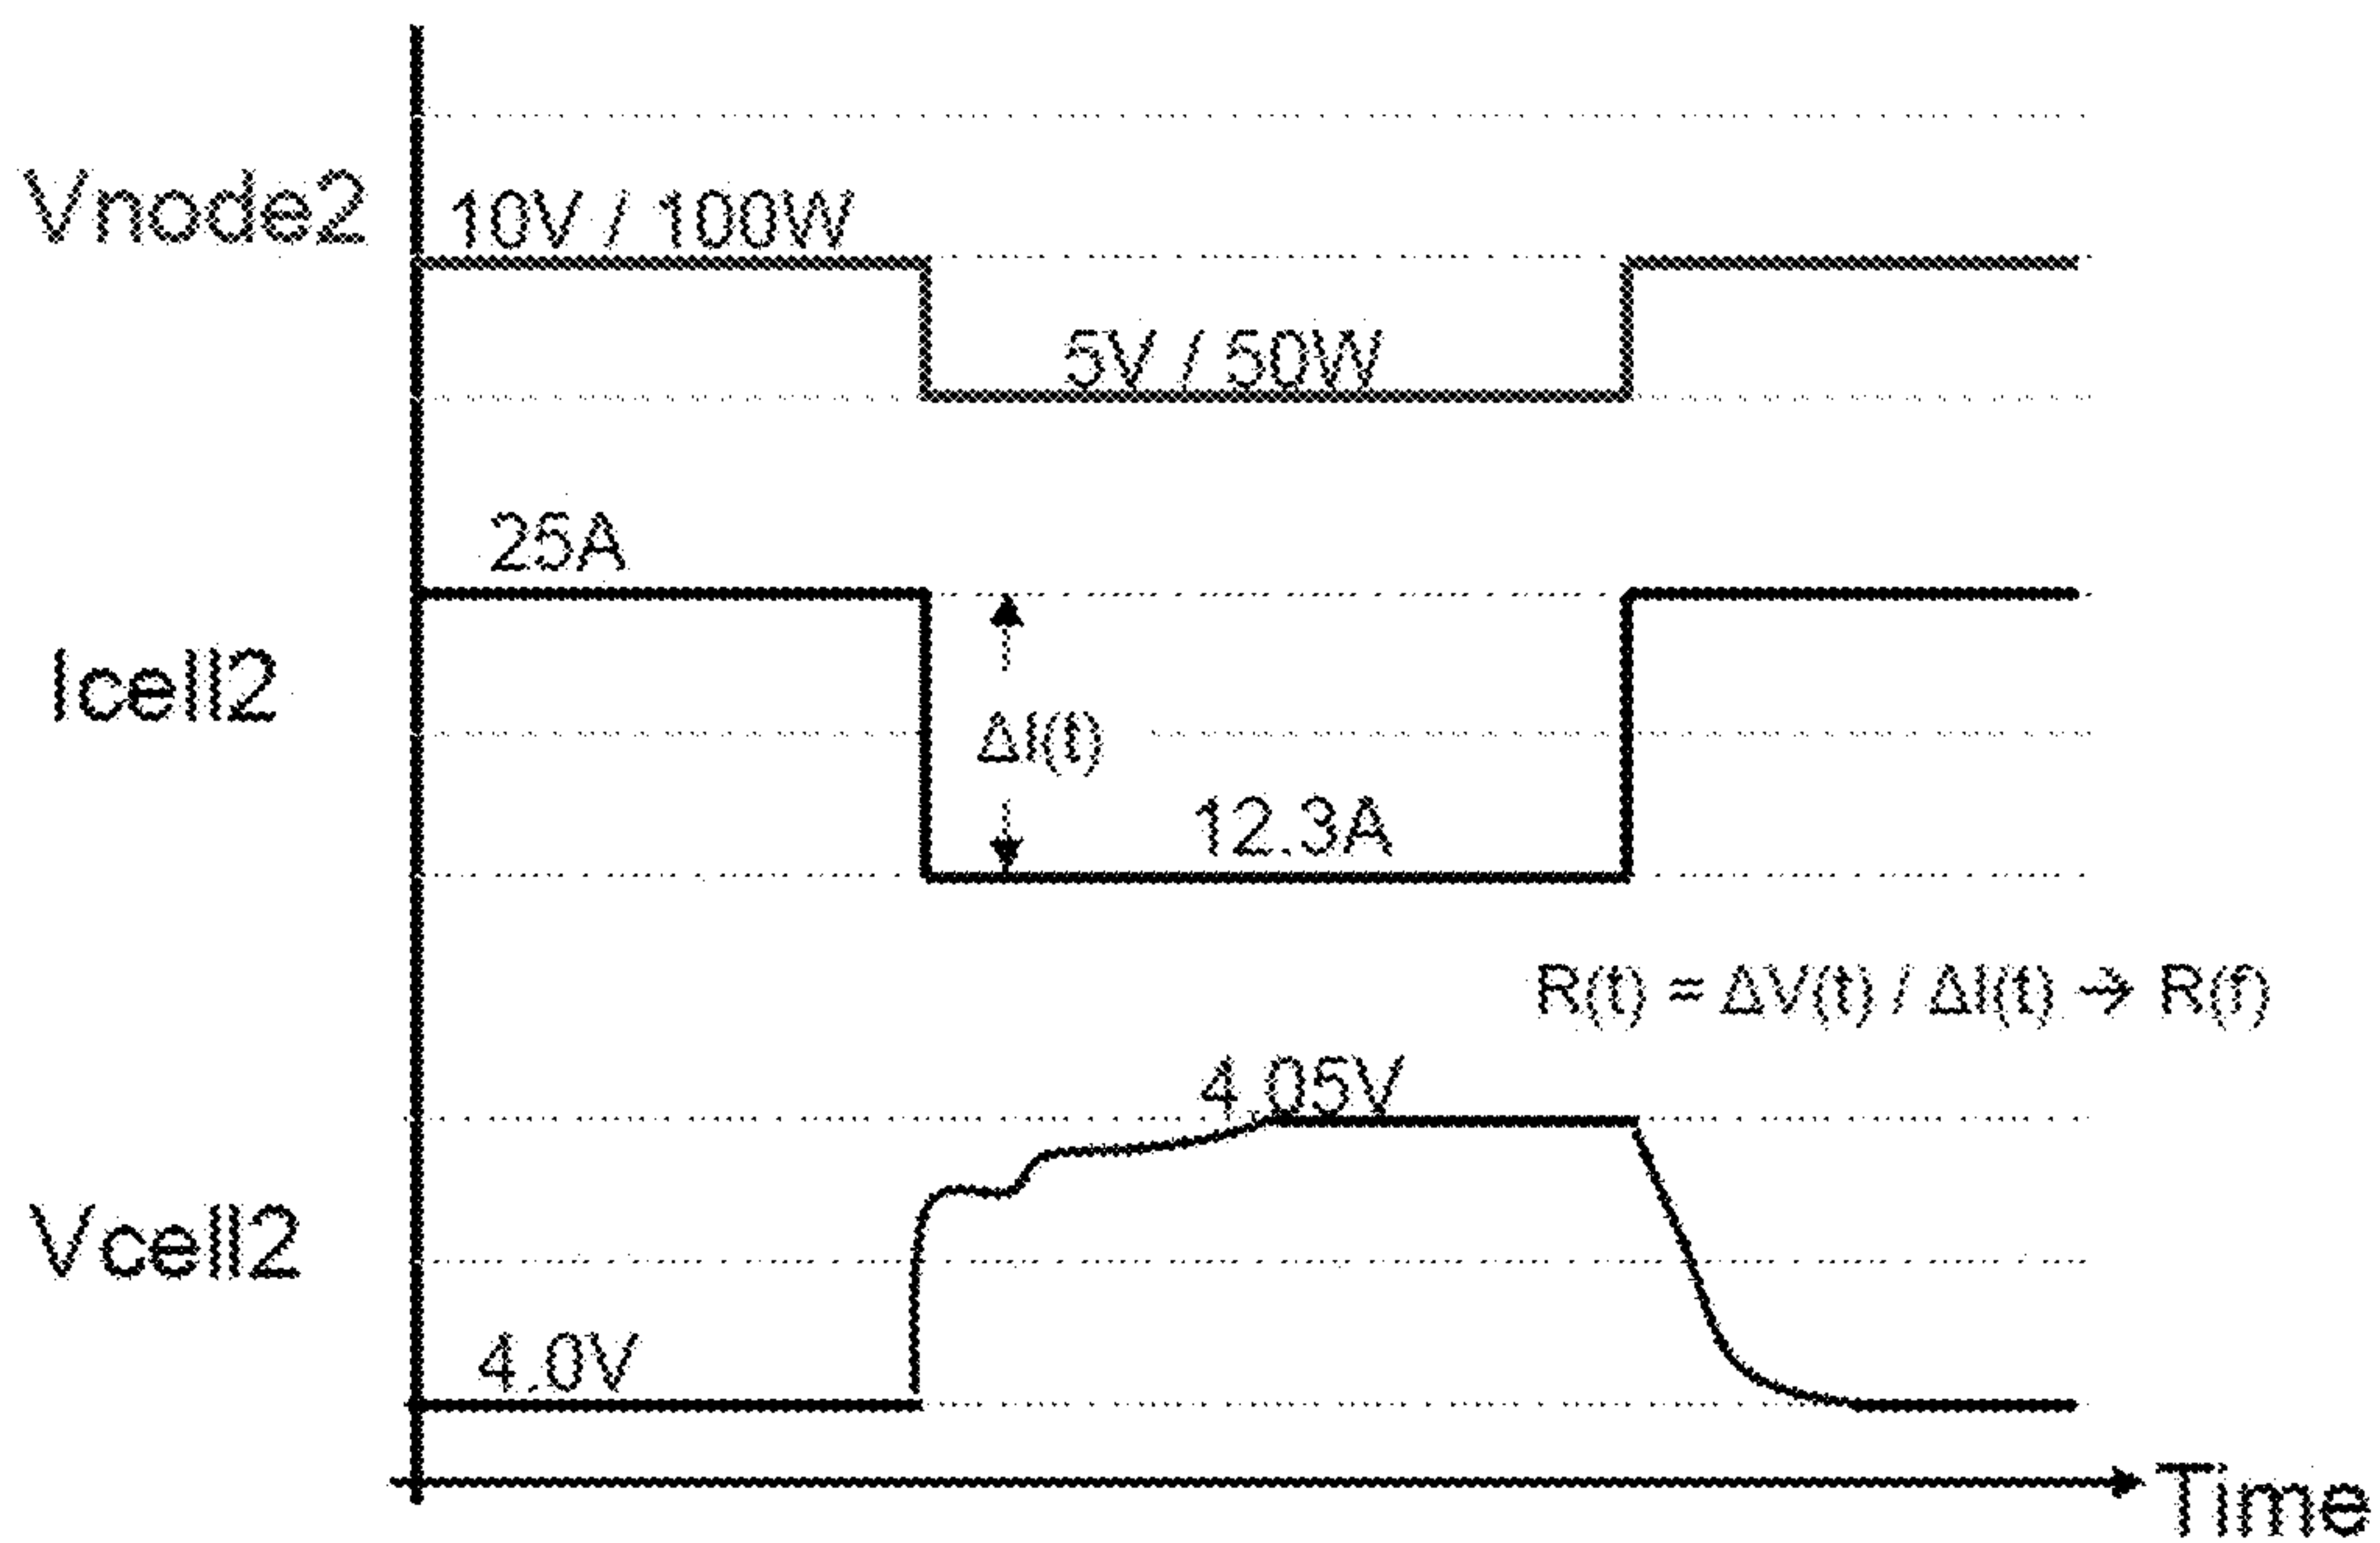 Vnode2
10V / 100W
5V / 50W
25A
Icell2
ΔI(t)
12.3A
R(t) = ΔV(t) / ΔI(t) → R(f)
4.05V
Vcell2
4.0V
Time